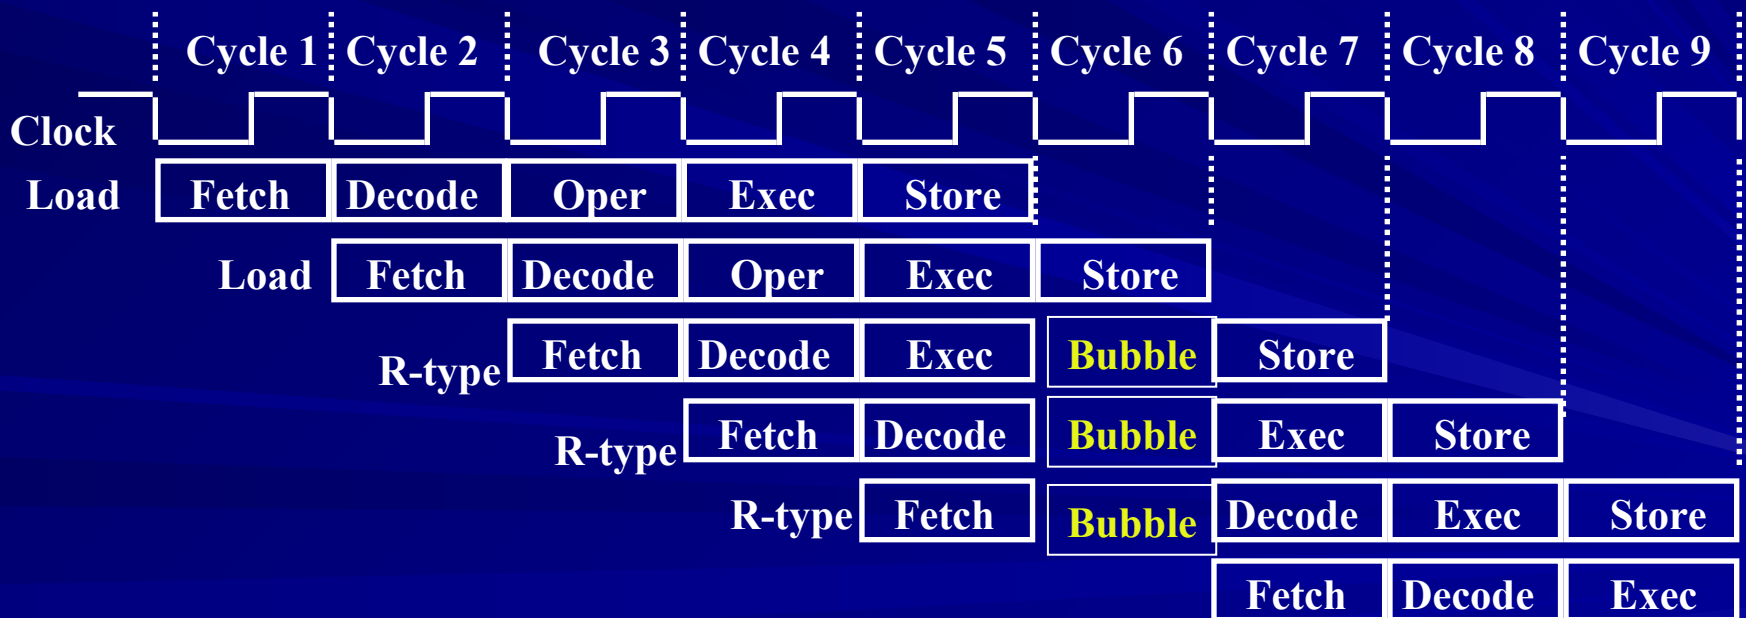 Cycle 1 Cycle 2 Cycle 3 Cycle 4 Cycle 5 Cycle 6 Cycle 7 Cycle 8 Cycle 9
Clock
Load Fetch Decode Oper Exec Store
Load Fetch Decode Oper Exec Store
R-type Fetch Decode Exec Bubble Store
R-type Fetch Decode Bubble Exec Store
R-type Fetch Bubble Decode Exec Store
Fetch Decode Exec